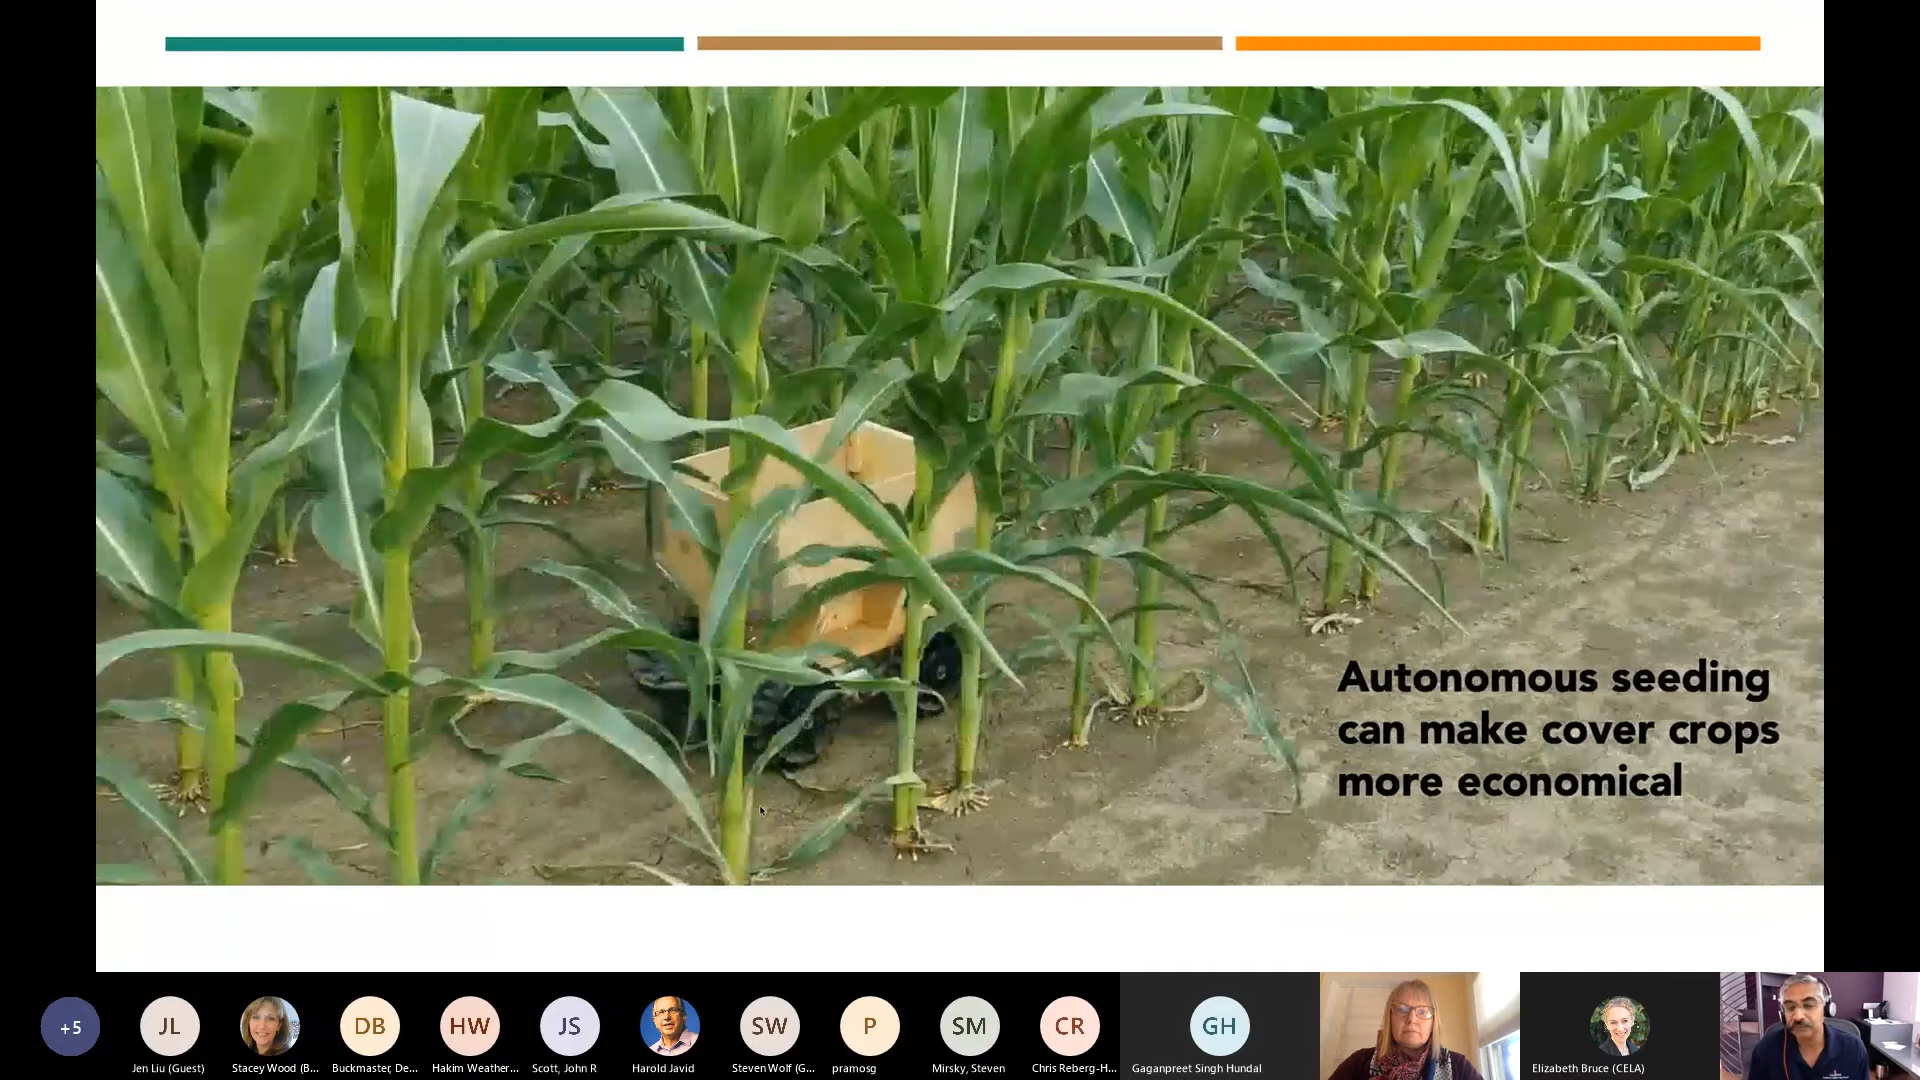 Autonomous seeding
can make cover crops
more economical
+5
JL
DB
HW
JS
SW
P
SM
CR
GH
Jen Liu (Guest)
Stacey Wood (B...
Buckmaster, De...
Hakim Weather...
Scott, John R
Harold Javid
Steven Wolf (G...
pramosg
Mirsky, Steven
Chris Reberg-H...
Gaganpreet Singh Hundal
Elizabeth Bruce (CELA)